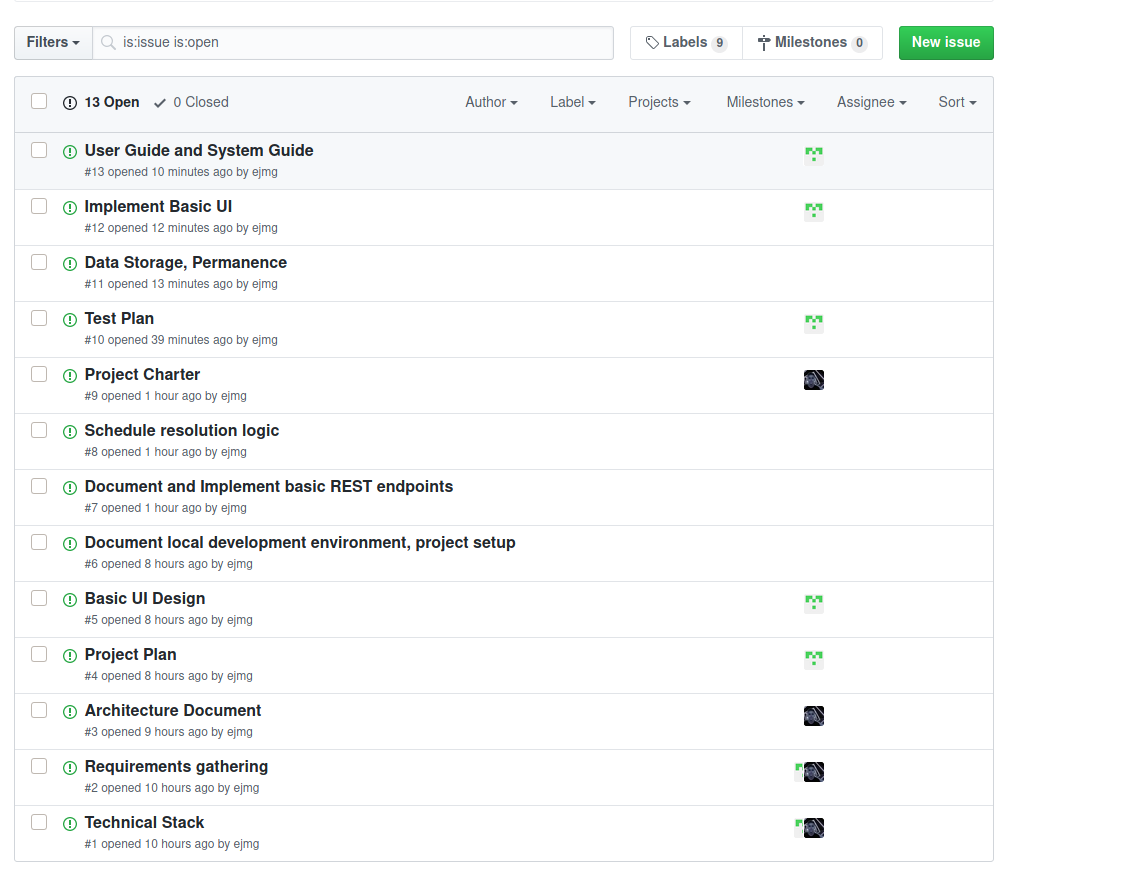 Filters
is:issue is:open
Labels 9
Milestones 0
New issue
13 Open 0 Closed Author Label Projects Milestones Assignee Sort
User Guide and System Guide
#13 opened 10 minutes ago by ejmg
Implement Basic UI
#12 opened 12 minutes ago by ejmg
Data Storage, Permanence
#11 opened 13 minutes ago by ejmg
Test Plan
#10 opened 39 minutes ago by ejmg
Project Charter
#9 opened 1 hour ago by ejmg
Schedule resolution logic
#8 opened 1 hour ago by ejmg
Document and Implement basic REST endpoints
#7 opened 1 hour ago by ejmg
Document local development environment, project setup
#6 opened 8 hours ago by ejmg
Basic UI Design
#5 opened 8 hours ago by ejmg
Project Plan
#4 opened 8 hours ago by ejmg
Architecture Document
#3 opened 9 hours ago by ejmg
Requirements gathering
#2 opened 10 hours ago by ejmg
Technical Stack
#1 opened 10 hours ago by ejmg